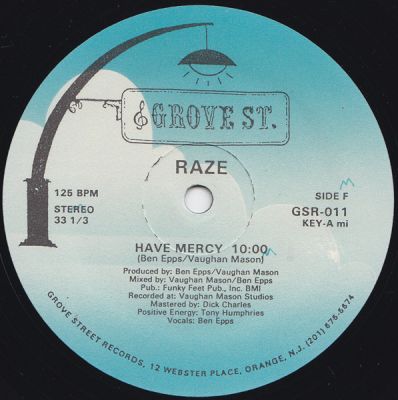 GROVE ST.
RAZE
125 BPM
STEREO
33 1/3
SIDE F
GSR-011
KEY-A mi
HAVE MERCY 10:00
(Ben Epps/Vaughan Mason)
Produced by: Ben Epps/Vaughan Mason
Mixed by: Vaughan Mason/Ben Epps
Pub.: Funky Feet Pub., Inc. BMI
Recorded at: Vaughan Mason Studios
Mastered by: Dick Charles
Positive Energy: Tony Humphries
Vocals: Ben Epps
GROVE STREET RECORDS, 12 WEBSTER PLACE, ORANGE, N.J. (201) 675-5574